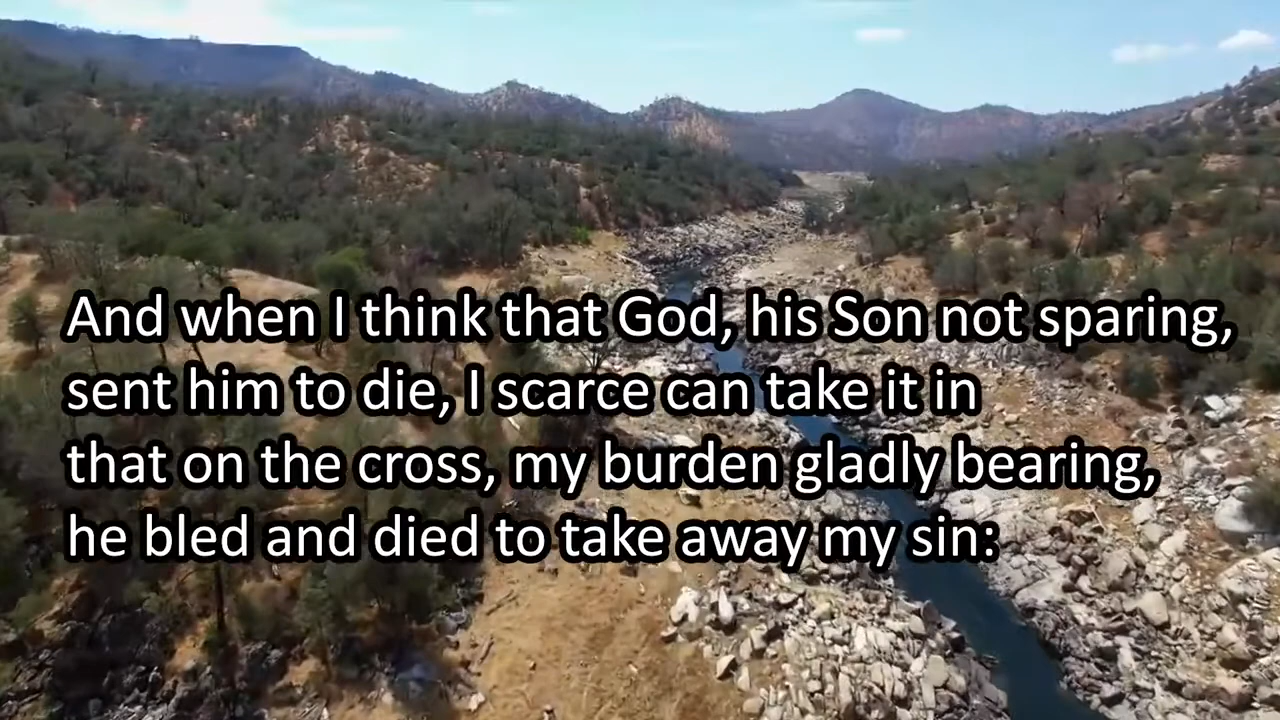 And when I think that God, his Son not sparing,
sent him to die, I scarce can take it in
that on the cross, my burden gladly bearing,
he bled and died to take away my sin: